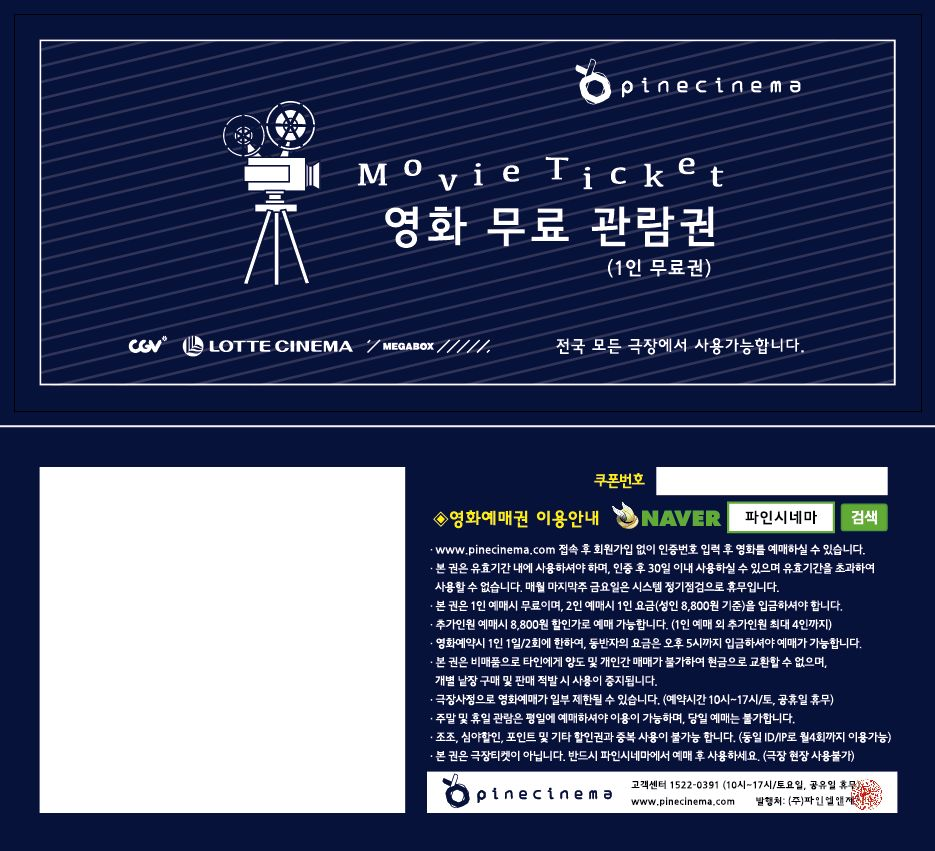 pinecinema
Movie Ticket
영화 무료 관람권
(1인 무료권)
CGV LOTTE CINEMA MEGABOX 전국 모든 극장에서 사용가능합니다.
쿠폰번호
◈영화예매권 이용안내 NAVER 파인시네마 검색
· www.pinecinema.com 접속 후 회원가입 없이 인증번호 입력 후 영화를 예매하실 수 있습니다.
· 본 권은 유효기간 내에 사용하셔야 하며, 인증 후 30일 이내 사용하실 수 있으며 유효기간을 초과하여
사용할 수 없습니다. 매월 마지막주 금요일은 시스템 정기점검으로 휴무입니다.
· 본 권은 1인 예매시 무료이며, 2인 예매시 1인 요금(성인 8,800원 기준)을 입금하셔야 합니다.
· 추가인원 예매시 8,800원 할인가로 예매 가능합니다. (1인 예매 외 추가인원 최대 4인까지)
· 영화예약시 1인 1일/2회에 한하여, 동반자의 요금은 오후 5시까지 입금하셔야 예매가 가능합니다.
· 본 권은 비매품으로 타인에게 양도 및 개인간 매매가 불가하여 현금으로 교환할 수 없으며,
개별 낱장 구매 및 판매 적발 시 사용이 중지됩니다.
· 극장사정으로 영화예매가 일부 제한될 수 있습니다. (예약시간 10시~17시/토, 공휴일 휴무)
· 주말 및 휴일 관람은 평일에 예매하셔야 이용이 가능하며, 당일 예매는 불가합니다.
· 조조, 심야할인, 포인트 및 기타 할인권과 중복 사용이 불가능 합니다. (동일 ID/IP로 월4회까지 이용가능)
· 본 권은 극장티켓이 아닙니다. 반드시 파인시네마에서 예매 후 사용하세요. (극장 현장 사용불가)
pinecinema
고객센터 1522-0391 (10시~17시/토요일, 공유일 휴무
www.pinecinema.com 발행처: (주)파인엘앤제